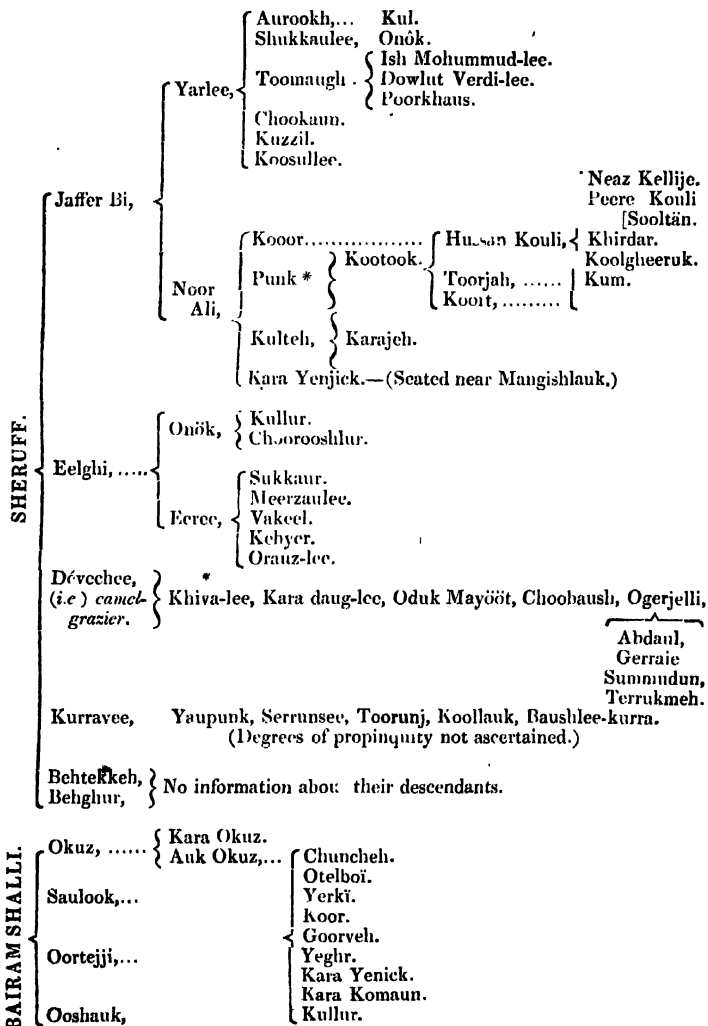 Aurookh,... Kul.
Shukkaulee, Onôk.
Ish Mohummud-lee.
Yarlee, Toomaugh . Dowlut Verdi-lee.
Poorkhaus.
Chookaun.
Kuzzil.
Koosullee.
Neaz Kellije.
Jaffer Bi, Peere Kouli
[Sooltän.
Kooor.................. Kootook. Hussan Kouli, Khirdar.
Koolgheeruk.
Noor Punk * Toorjah, ...... Kum.
Ali, Koort, .........
Kulteh, Karajeh.
Kara Yenjick.—(Seated near Mangishlauk.)
SHERUFF.
Onök, Kullur.
Choorooshlur.
Eelghi, .....
Sukkaur.
Meerzaulee.
Eeree, Vakeel.
Kehyer.
Orauz-lee.
Dévechee, *
(i.e ) camel- Khiva-lee, Kara daug-lee, Oduk Mayööt, Choobaush, Ogerjelli,
grazier.
Abdaul,
Gerraie
Summudun,
Terrukmeh.
Kurravee, Yaupunk, Serrunsee, Toorunj, Koollauk, Baushlee-kurra.
(Degrees of propinquity not ascertained.)
Behtekkeh,
Behghur, No information about their descendants.
BAIRAM SHALLI.
Okuz, ...... Kara Okuz.
Auk Okuz,... Chuncheh.
Otelboï.
Saulook,... Yerkï.
Koor.
Goorveh.
Oortejji,... Yeghr.
Kara Yenick.
Kara Komaun.
Ooshauk, Kullur.